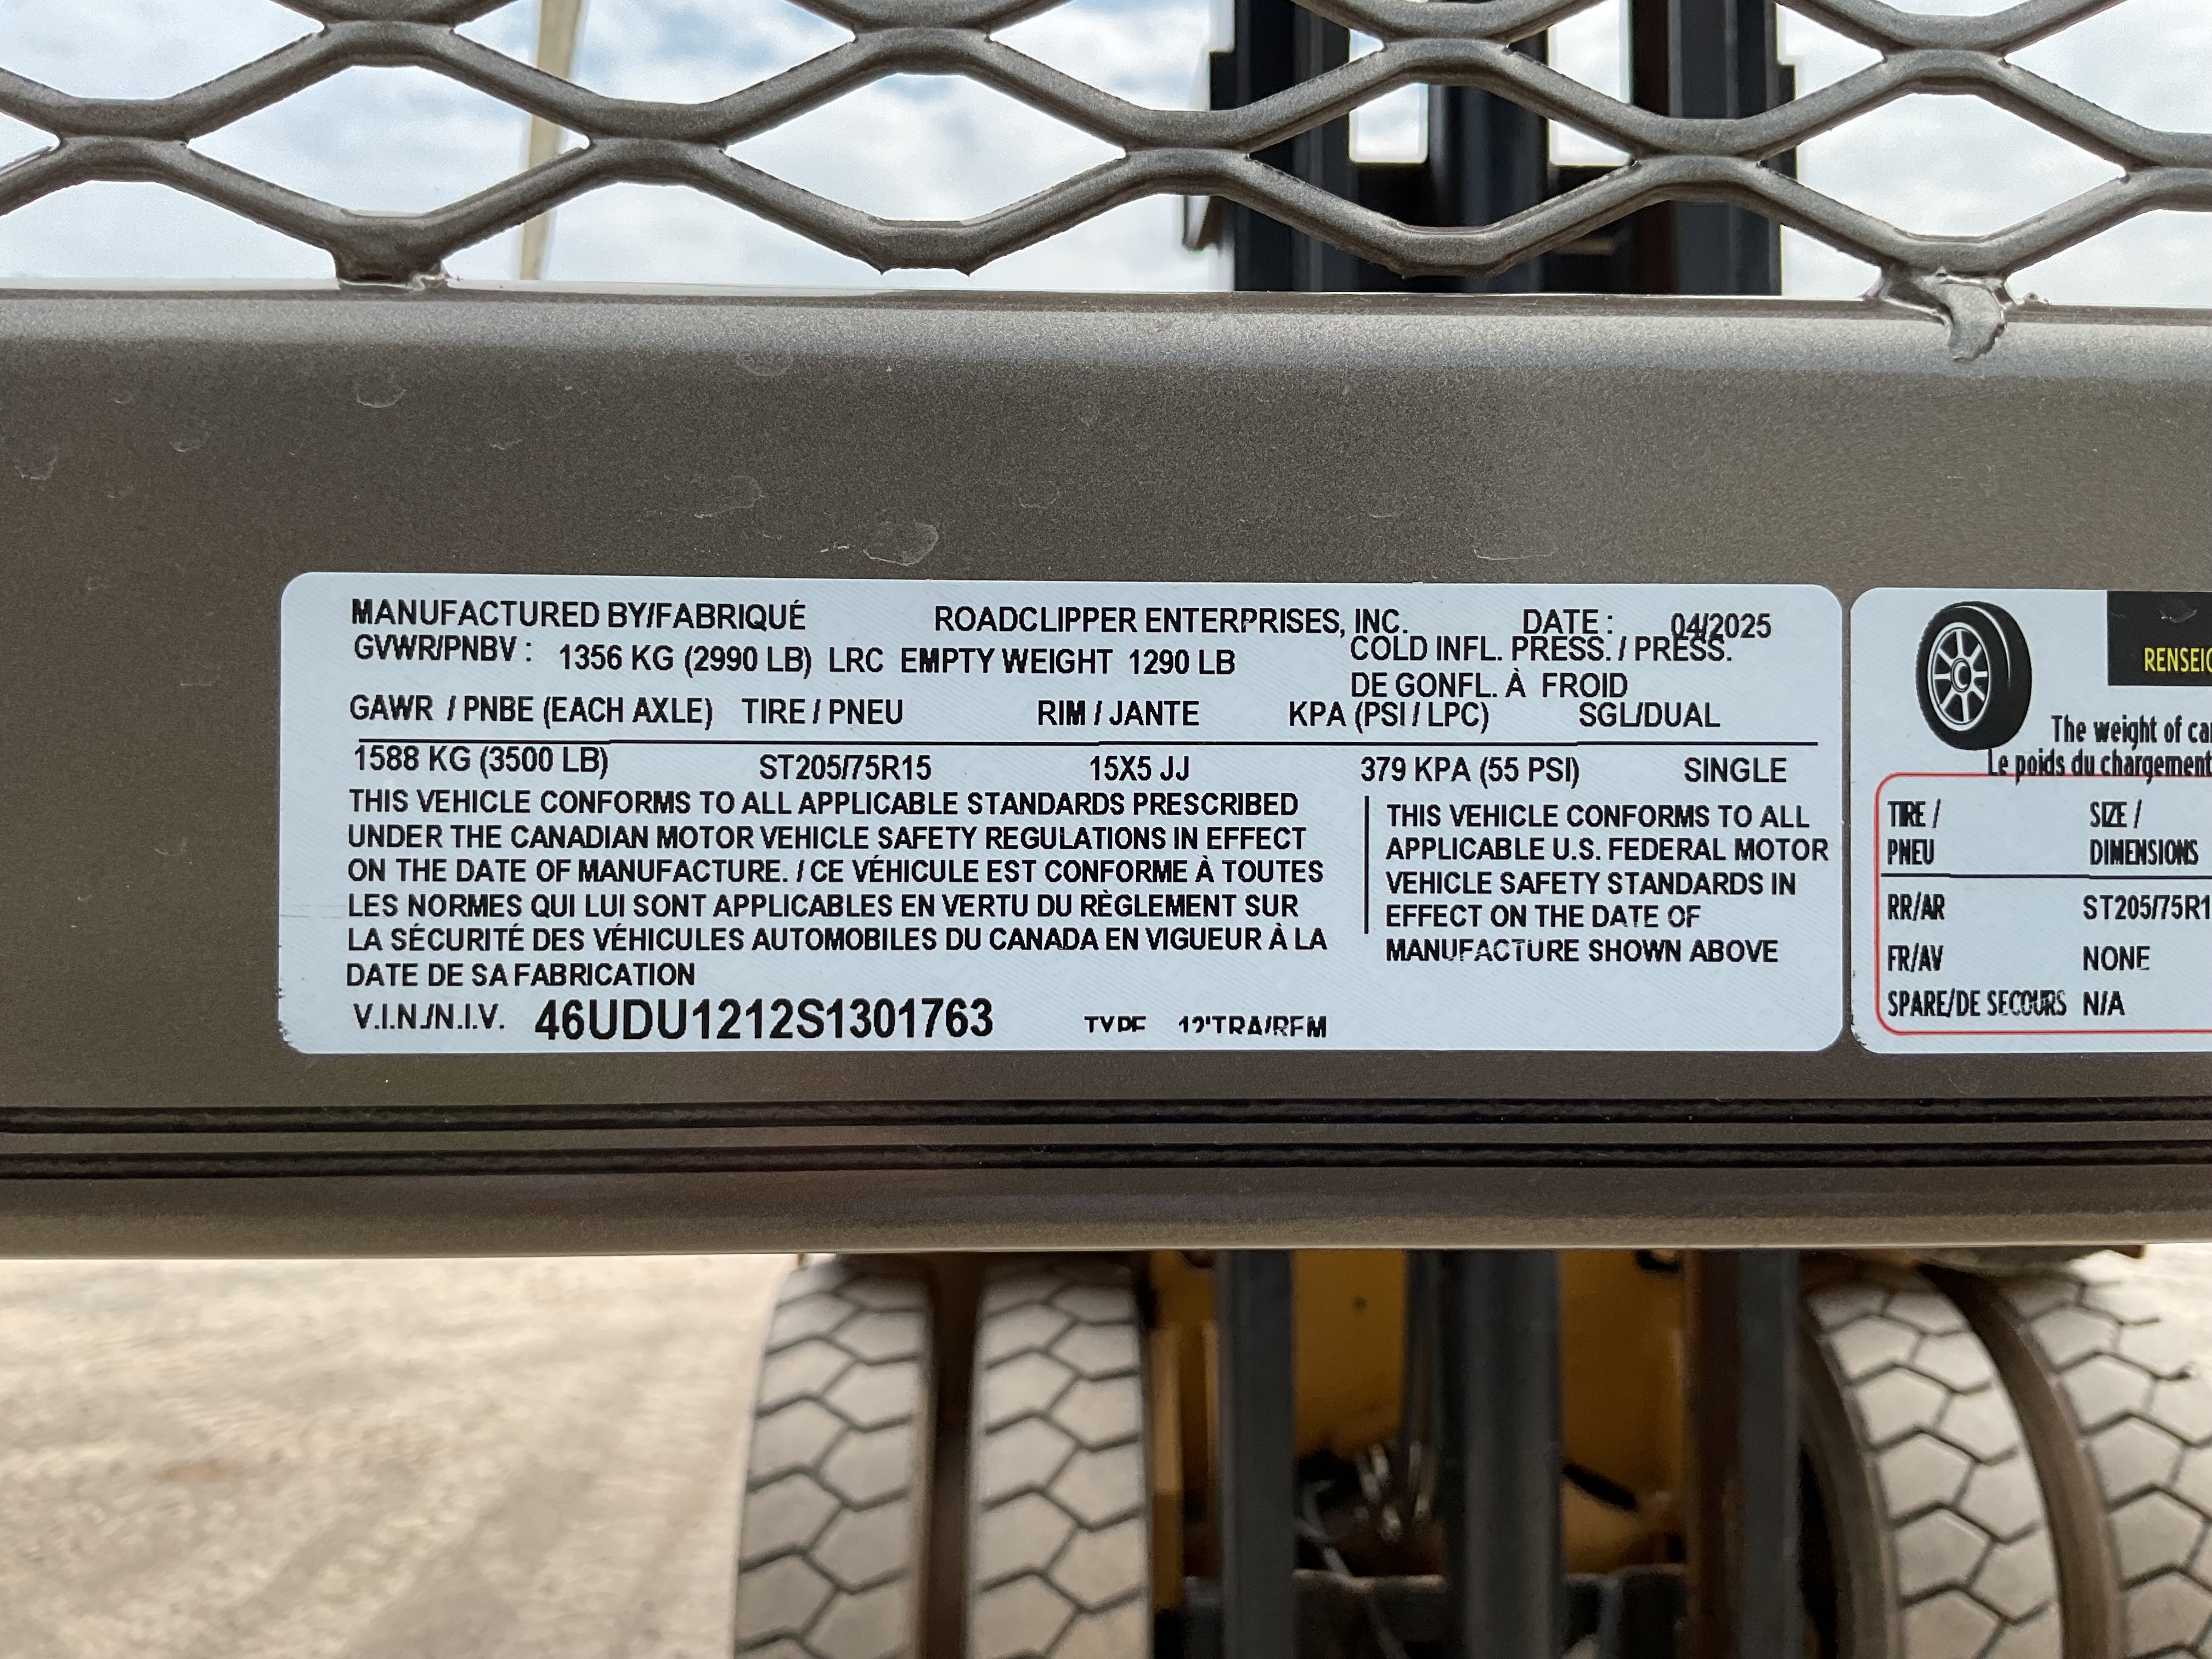 MANUFACTURED BY/FABRIQUÉ ROADCLIPPER ENTERPRISES, INC. DATE : 04/2025
GVWR/PNBV : 1356 KG (2990 LB) LRC EMPTY WEIGHT 1290 LB
COLD INFL. PRESS. / PRESS.
DE GONFL. À FROID
GAWR / PNBE (EACH AXLE) TIRE / PNEU RIM / JANTE KPA (PSI / LPC) SGL/DUAL
1588 KG (3500 LB) ST205/75R15 15X5 JJ 379 KPA (55 PSI) SINGLE
THIS VEHICLE CONFORMS TO ALL APPLICABLE STANDARDS PRESCRIBED
UNDER THE CANADIAN MOTOR VEHICLE SAFETY REGULATIONS IN EFFECT
ON THE DATE OF MANUFACTURE. / CE VÉHICULE EST CONFORME À TOUTES
LES NORMES QUI LUI SONT APPLICABLES EN VERTU DU RÈGLEMENT SUR
LA SÉCURITÉ DES VÉHICULES AUTOMOBILES DU CANADA EN VIGUEUR À LA
DATE DE SA FABRICATION
THIS VEHICLE CONFORMS TO ALL
APPLICABLE U.S. FEDERAL MOTOR
VEHICLE SAFETY STANDARDS IN
EFFECT ON THE DATE OF
MANUFACTURE SHOWN ABOVE
V.I.N./N.I.V. 46UDU1212S1301763 TYPE 12'TRA/REM
The weight of
Le poids du chargement
TIRE / SIZE /
PNEU DIMENSIONS
RR/AR ST205/75R1
FR/AV NONE
SPARE/DE SECOURS N/A